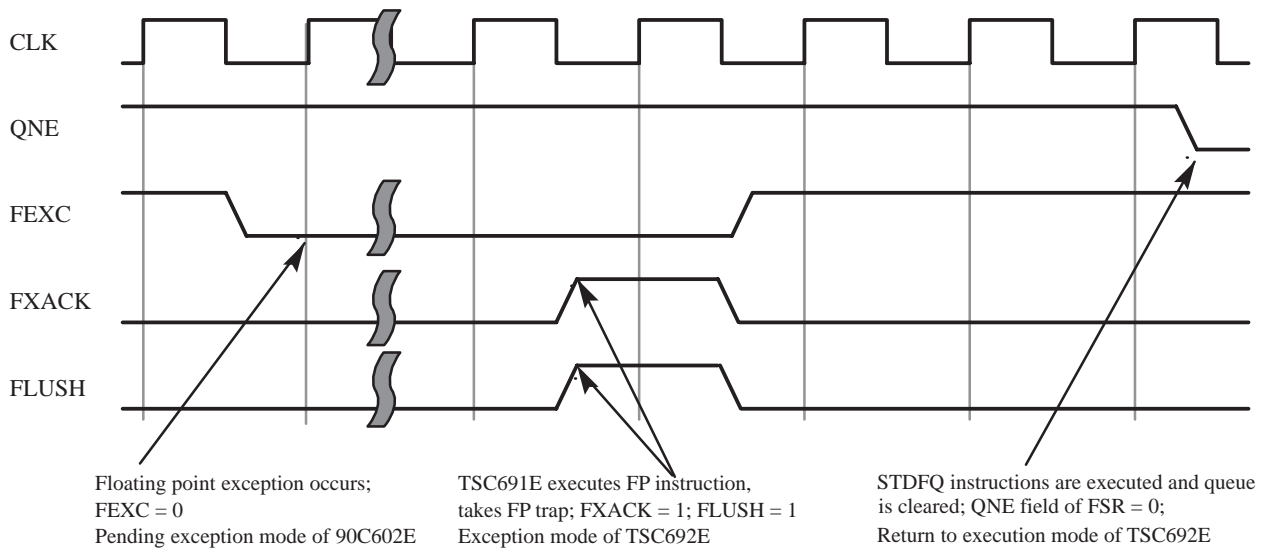 CLK
QNE
FEXC
FXACK
FLUSH
Floating point exception occurs;
FEXC = 0
Pending exception mode of 90C602E
TSC691E executes FP instruction,
takes FP trap; FXACK = 1; FLUSH = 1
Exception mode of TSC692E
STDFQ instructions are executed and queue
is cleared; QNE field of FSR = 0;
Return to execution mode of TSC692E